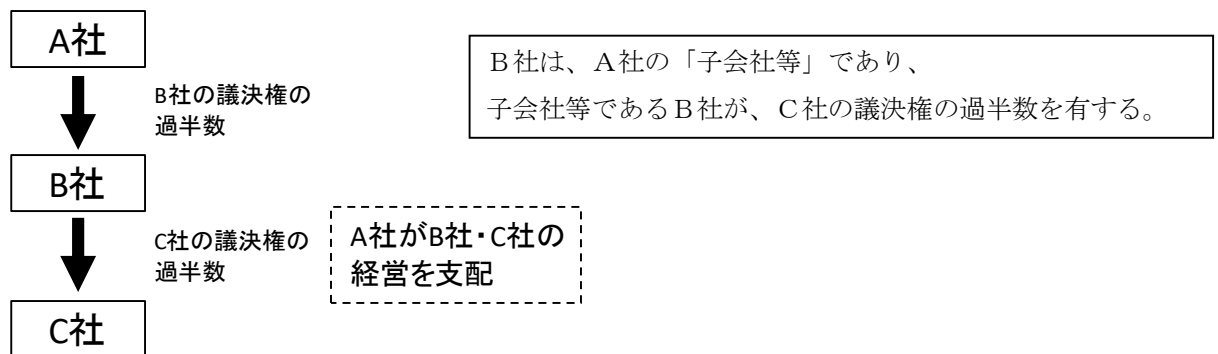 A社
B社は、A社の「子会社等」であり、
子会社等であるB社が、C社の議決権の過半数を有する。
B社の議決権の
過半数
B社
C社の議決権の
過半数
A社がB社・C社の
経営を支配
C社